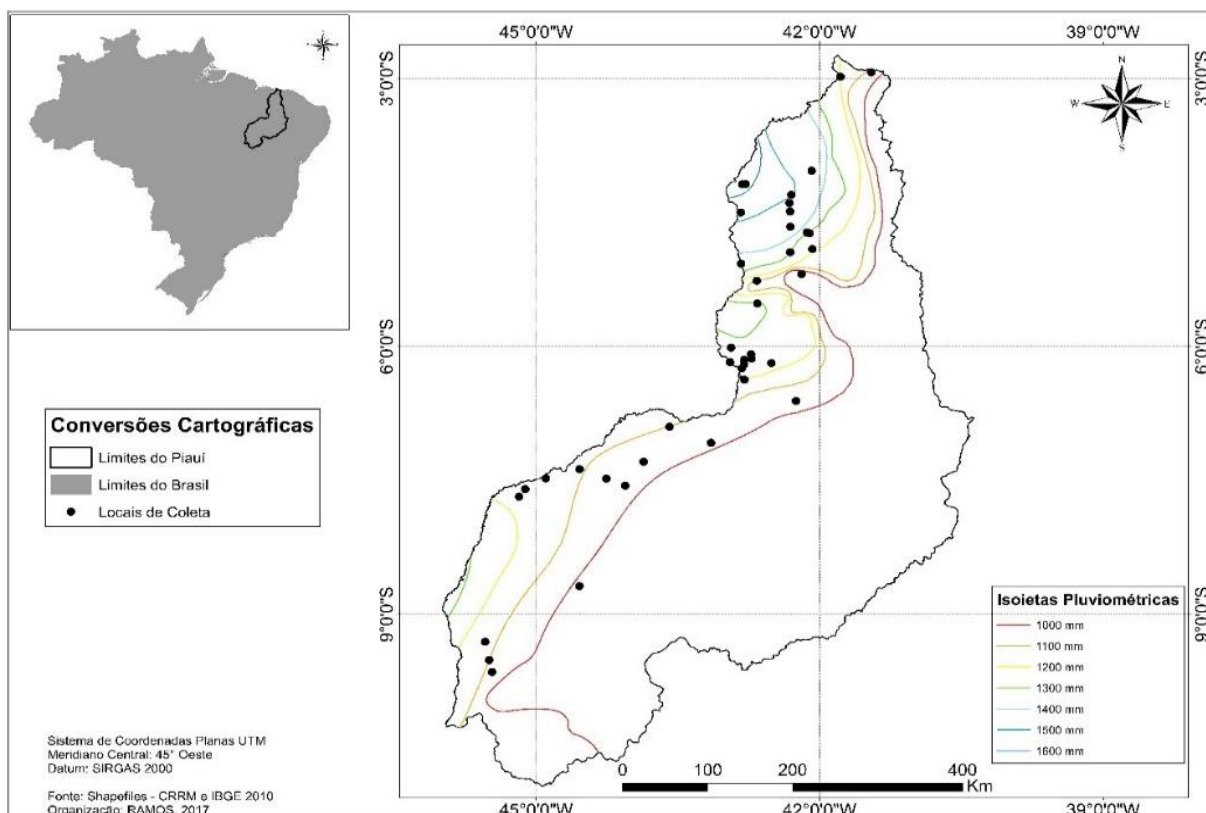 45°0'0"W 42°0'0"W 39°0'0"W
3°0'0"S 3°0'0"S
N
W E
S
6°0'0"S 6°0'0"S
9°0'0"S 9°0'0"S
Conversões Cartográficas
Limites do Piauí
Limites do Brasil
Locais de Coleta
Isoietas Pluviométricas
1000 mm
1100 mm
1200 mm
1300 mm
1400 mm
1500 mm
1600 mm
Sistema de Coordenadas Planas UTM
Meridiano Central: 45° Oeste
Datum: SIRGAS 2000
Fonte: Shapefiles - CRRM e IBGE 2010
Organização: RAMOS, 2017
0 100 200 400
Km
45°0'0"W 42°0'0"W 39°0'0"W